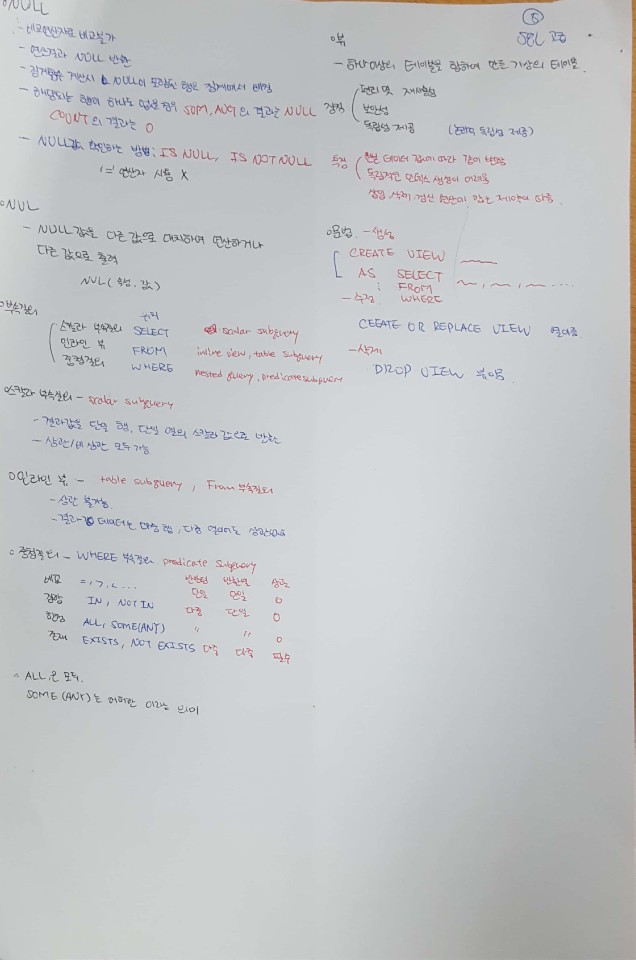 ○NULL
- 비교연산자로 비교불가
- 연산결과 NULL 반환
- 집계함수 계산시 NULL이 포함된 행은 집계에서 배제
- 해당되는 행이 하나도 없을 경우 SUM, AVG의 결과는 NULL
COUNT의 결과는 0
- NULL값 확인하는 방법: IS NULL, IS NOT NULL
'=' 연산자 사용 X
○NVL
- NULL값을 다른 값으로 대치하여 연산하거나
다른 값으로 출력
NVL(속성, 값)
○부속질의
스칼라 부속질의 SELECT scalar subquery
인라인 뷰 FROM inline view, table subquery
중첩질의 WHERE nested query, predicate subquery
○스칼라 부속질의 - scalar subquery
- 결과값을 단일 행, 단일 열의 스칼라 값으로 반환
- 상관/비상관 모두가능
○인라인 뷰 - table subquery, From 부속질의
- 상관 불가능
- 결과 데이터는 다중 행, 다중 열이어도 상관없음
○중첩질의 - WHERE 부속질의 predicate subquery
반환행 반환열 상관
비교 =, >, <... 단일 단일 0
집합 IN, NOT IN 다중 단일 0
한정 ALL, SOME(ANY) " " 0
존재 EXISTS, NOT EXISTS 다중 다중 필수
○ ALL은 모두,
SOME (ANY)는 어떠한 이라는 의미
⑤
SQL 고급
○뷰
- 하나 이상의 테이블을 합하여 만든 가상의 테이블
장점 편리 및 재사용성
보안성
독립성 제공 (논리적 독립성 제공)
특징 원본 데이터 값에 따라 같이 변함
독립적인 인덱스 생성이 어려움
삽입 삭제 갱신 연산에 많은 제약이 따름
○문법 - 생성
CREATE VIEW
AS SELECT
FROM
WHERE
- 수정
CEEATE OR REPLACE VIEW
- 삭제
DROP VIEW 뷰이름